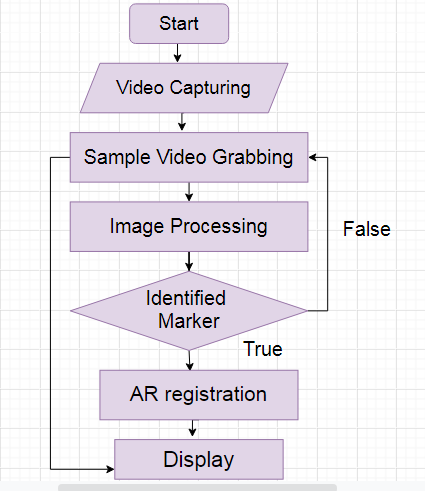 Start
Video Capturing
Sample Video Grabbing
Image Processing
False
Identified
Marker
True
AR registration
Display